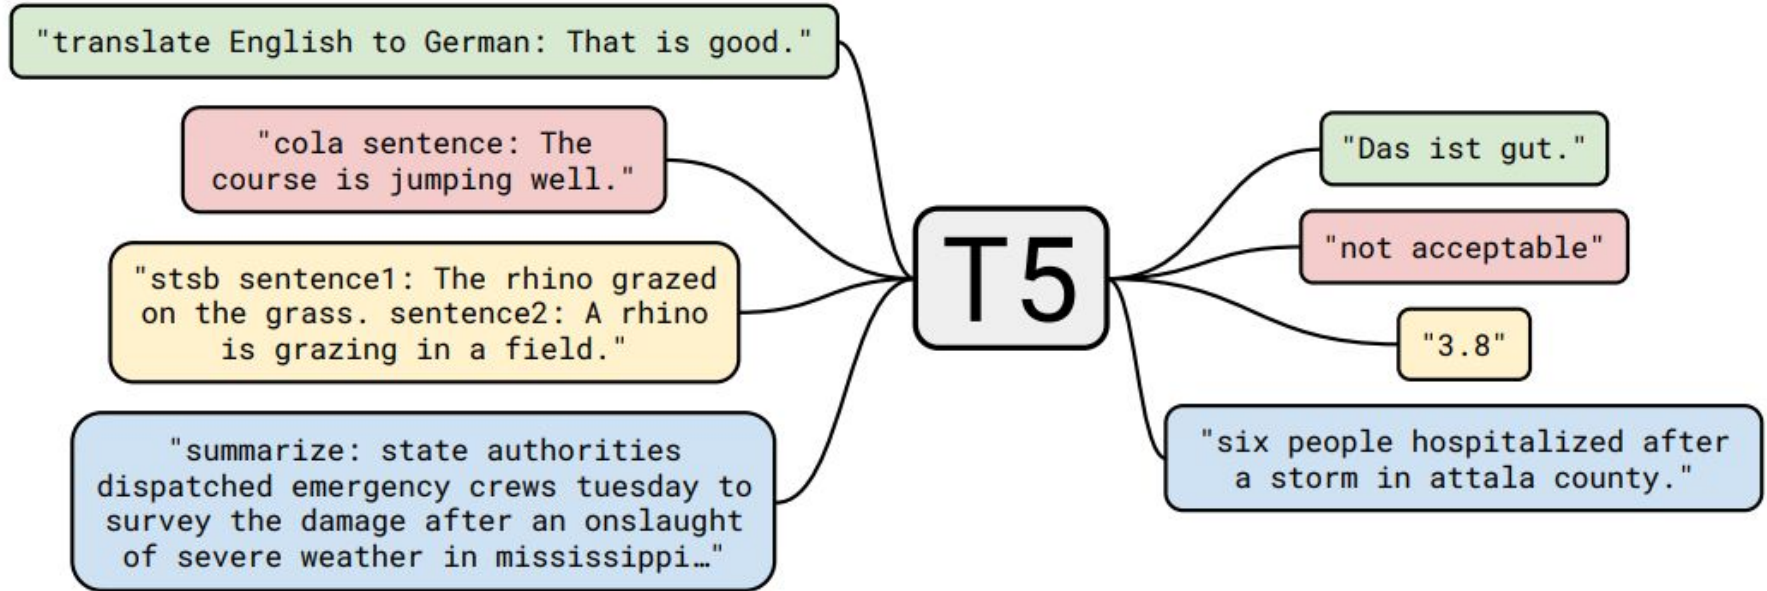 "translate English to German: That is good."
"cola sentence: The
course is jumping well."
"stsb sentence1: The rhino grazed
on the grass. sentence2: A rhino
is grazing in a field."
"summarize: state authorities
dispatched emergency crews tuesday to
survey the damage after an onslaught
of severe weather in mississippi…"
T5
"Das ist gut."
"not acceptable"
"3.8"
"six people hospitalized after
a storm in attala county."